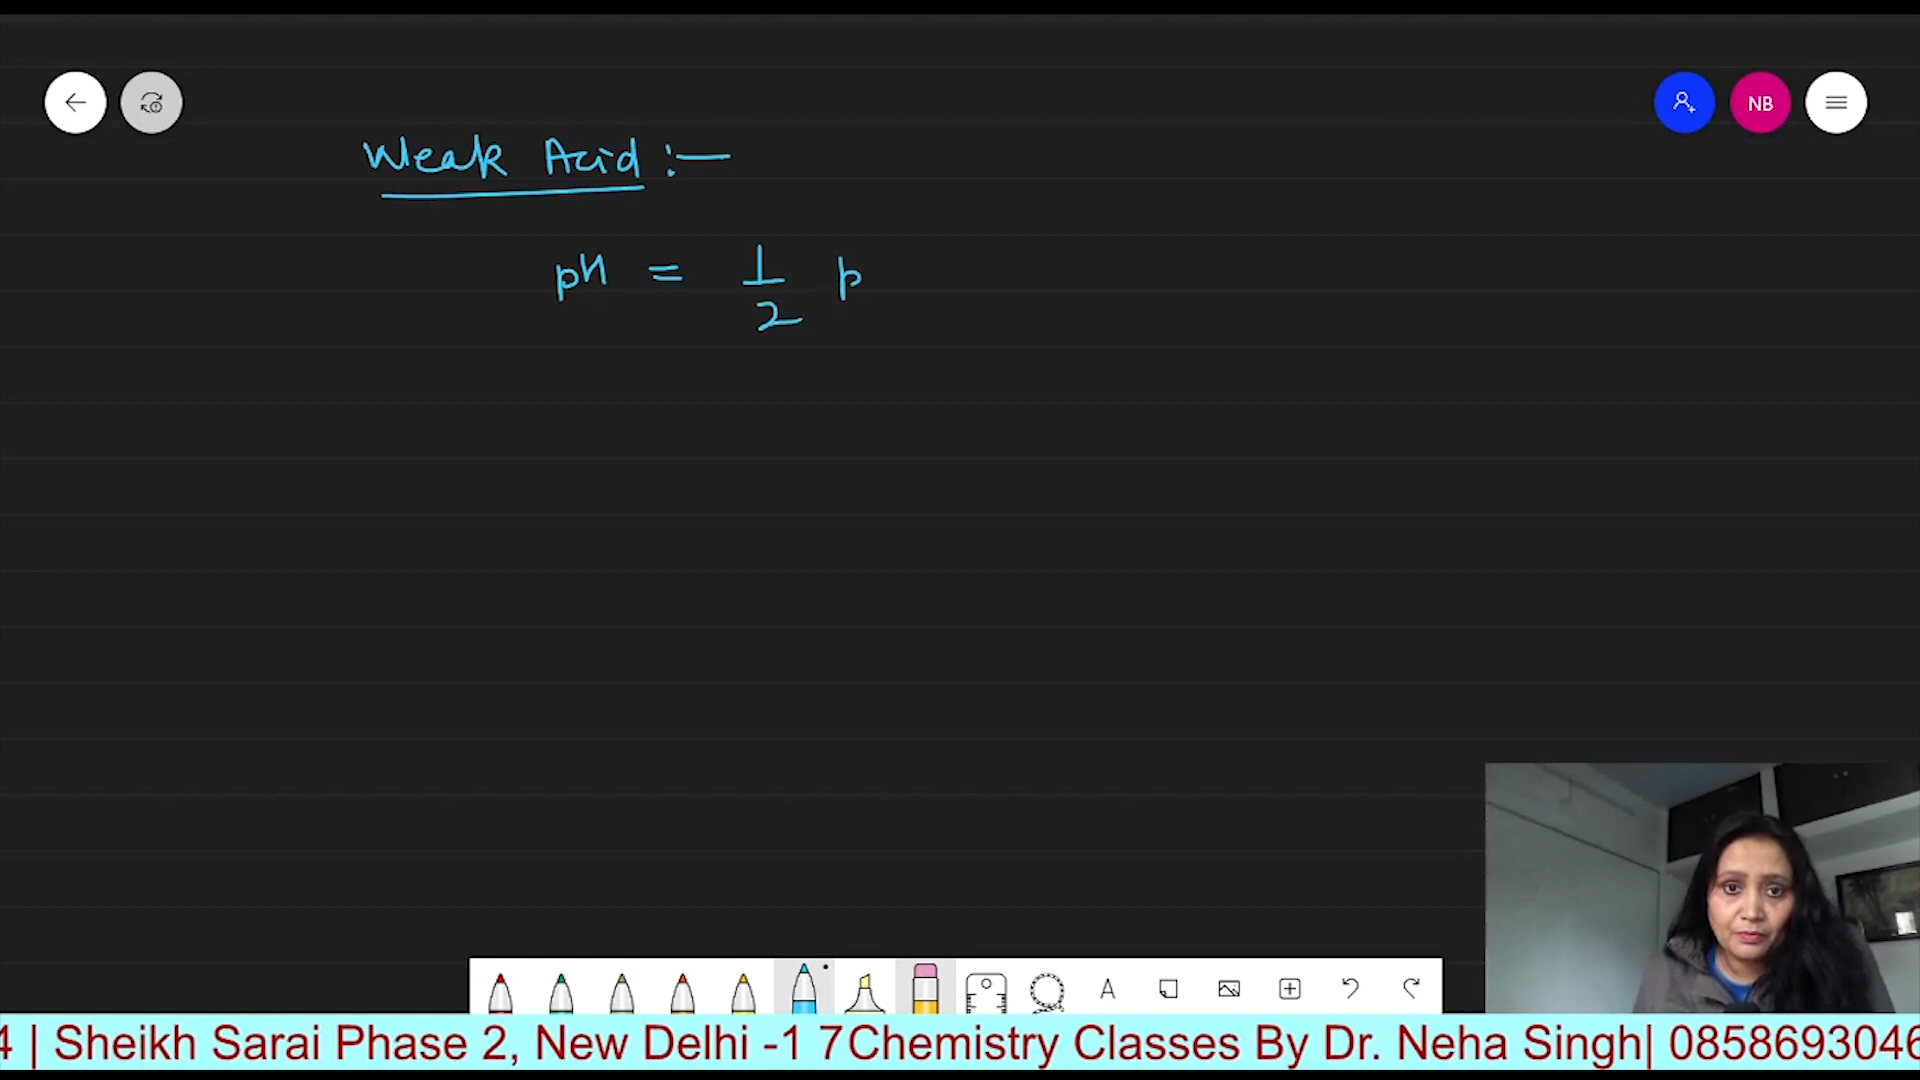 NB
Weak Acid :-
pH = 1/2 p
A
4 | Sheikh Sarai Phase 2, New Delhi -1 7Chemistry Classes By Dr. Neha Singh| 0858693046